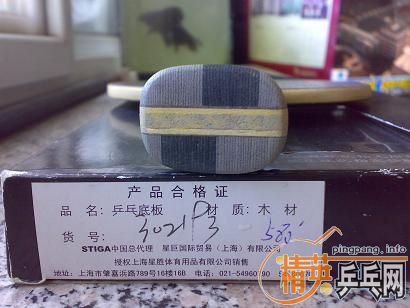 产品合格证
品 名：乒乓底板 材 质：木 材
货 号：
STIGA中国总代理 星巨国际贸易（上海）有限公司
授权上海星胜体育用品有限公司
地址：上海市肇嘉浜路789号16楼16B 电话：021-54960
pingpang.info
精英乒乓网